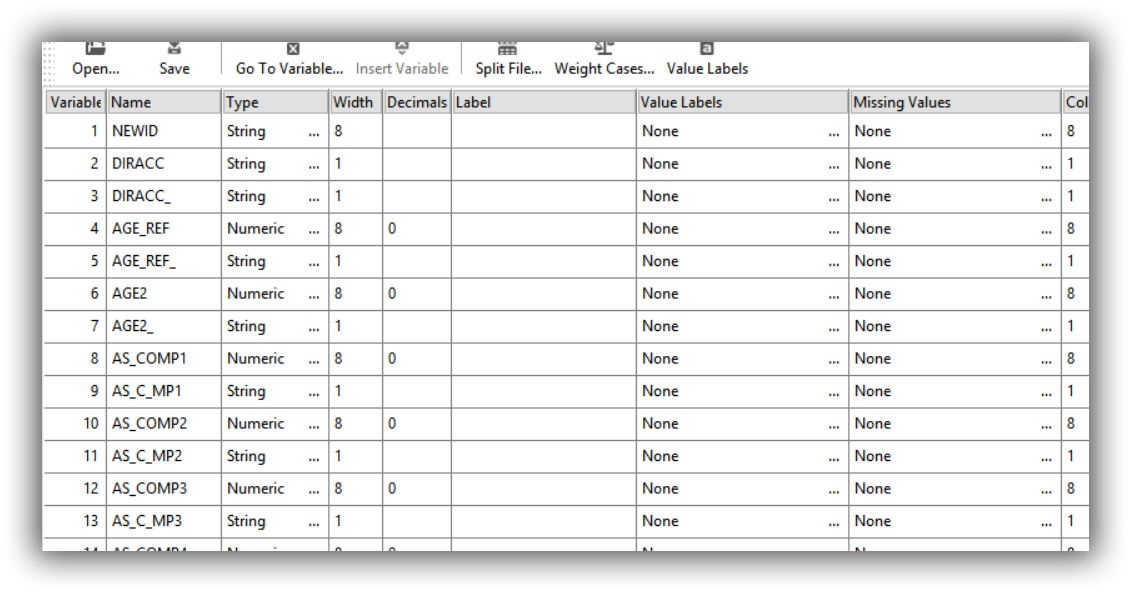 Open... Save Go To Variable... Insert Variable Split File... Weight Cases... Value Labels
Variable Name Type Width Decimals Label Value Labels Missing Values Col
1 NEWID String ... 8 None ... None ... 8
2 DIRACC String ... 1 None ... None ... 1
3 DIRACC_ String ... 1 None ... None ... 1
4 AGE_REF Numeric ... 8 0 None ... None ... 8
5 AGE_REF_ String ... 1 None ... None ... 1
6 AGE2 Numeric ... 8 0 None ... None ... 8
7 AGE2_ String ... 1 None ... None ... 1
8 AS_COMP1 Numeric ... 8 0 None ... None ... 8
9 AS_C_MP1 String ... 1 None ... None ... 1
10 AS_COMP2 Numeric ... 8 0 None ... None ... 8
11 AS_C_MP2 String ... 1 None ... None ... 1
12 AS_COMP3 Numeric ... 8 0 None ... None ... 8
13 AS_C_MP3 String ... 1 None ... None ... 1